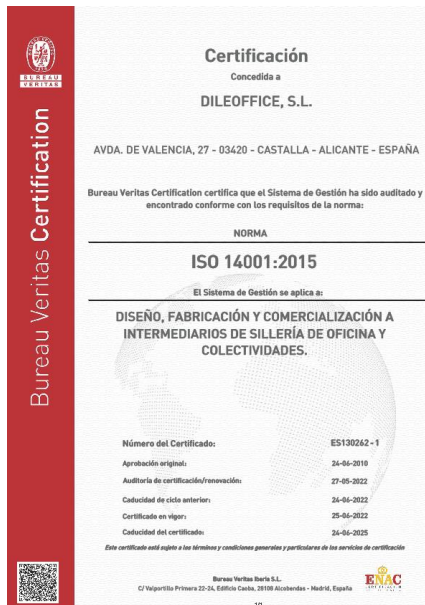 BUREAU
VERITAS
Bureau Veritas Certification
Certificación
Concedida a
DILEOFFICE, S.L.
AVDA. DE VALENCIA, 27 - 03420 - CASTALLA - ALICANTE - ESPAÑA
Bureau Veritas Certification certifica que el Sistema de Gestión ha sido auditado y
encontrado conforme con los requisitos de la norma:
NORMA
ISO 14001:2015
El Sistema de Gestión se aplica a:
DISEÑO, FABRICACIÓN Y COMERCIALIZACIÓN A
INTERMEDIARIOS DE SILLERÍA DE OFICINA Y
COLECTIVIDADES.
Número del Certificado: ES130262 - 1
Aprobación original: 24-06-2010
Auditoría de certificación/renovación: 27-05-2022
Caducidad de ciclo anterior: 24-06-2022
Certificado en vigor: 25-06-2022
Caducidad del certificado: 24-06-2025
Este certificado está sujeto a los términos y condiciones generales y particulares de los servicios de certificación
Bureau Veritas Iberia S.L.
C/ Valportillo Primera 22-24, Edificio Caoba, 28108 Alcobendas - Madrid, España
ENAC